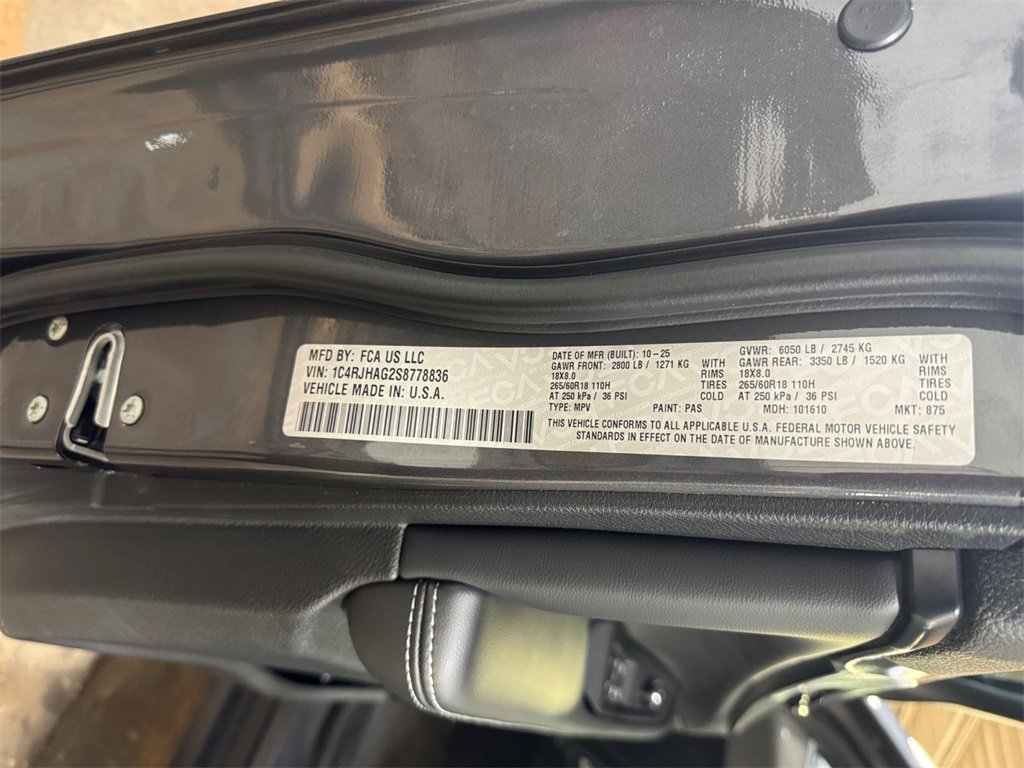 MFD BY: FCA US LLC
VIN: 1C4RJHAG2S8778836
VEHICLE MADE IN: U.S.A.
DATE OF MFR (BUILT): 10-25
GAWR FRONT: 2800 LB / 1271 KG WITH
18X8.0 RIMS
265/60R18 110H TIRES
AT 250 kPa / 36 PSI COLD
TYPE: MPV PAINT: PAS
GVWR: 6050 LB / 2745 KG
GAWR REAR: 3350 LB / 1520 KG WITH
18X8.0 RIMS
265/60R18 110H TIRES
AT 250 kPa / 36 PSI COLD
MDH: 101610 MKT: 875
THIS VEHICLE CONFORMS TO ALL APPLICABLE U.S.A. FEDERAL MOTOR VEHICLE SAFETY
STANDARDS IN EFFECT ON THE DATE OF MANUFACTURE SHOWN ABOVE.